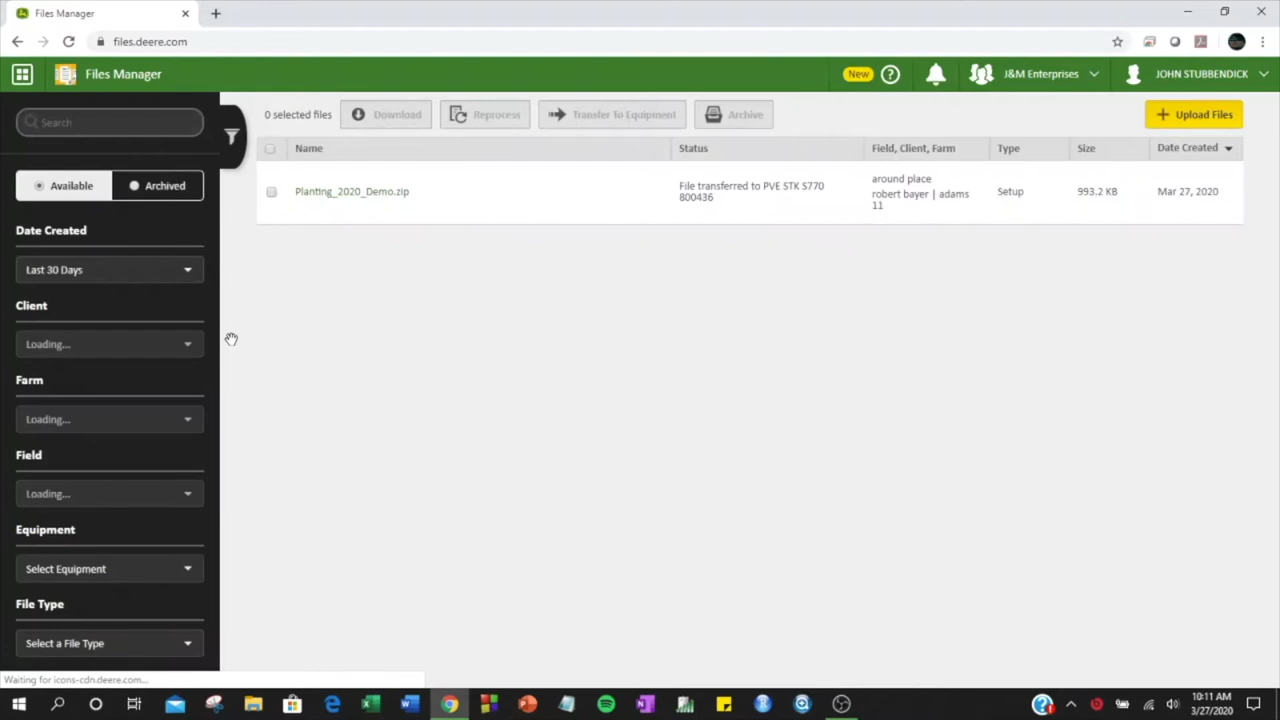 Files Manager
files.deere.com
Files Manager
New
J&M Enterprises
JOHN STUBBENDICK
Search
Available
Archived
Date Created
Last 30 Days
Client
Loading...
Farm
Loading...
Field
Loading...
Equipment
Select Equipment
File Type
Select a File Type
0 selected files
Download
Reprocess
Transfer To Equipment
Archive
+ Upload Files
Name
Status
Field, Client, Farm
Type
Size
Date Created
Planting_2020_Demo.zip
File transferred to PVE STK S770
800436
around place
robert bayer | adams
11
Setup
993.2 KB
Mar 27, 2020
Waiting for icons-cdn.deere.com...
10:11 AM
3/27/2020